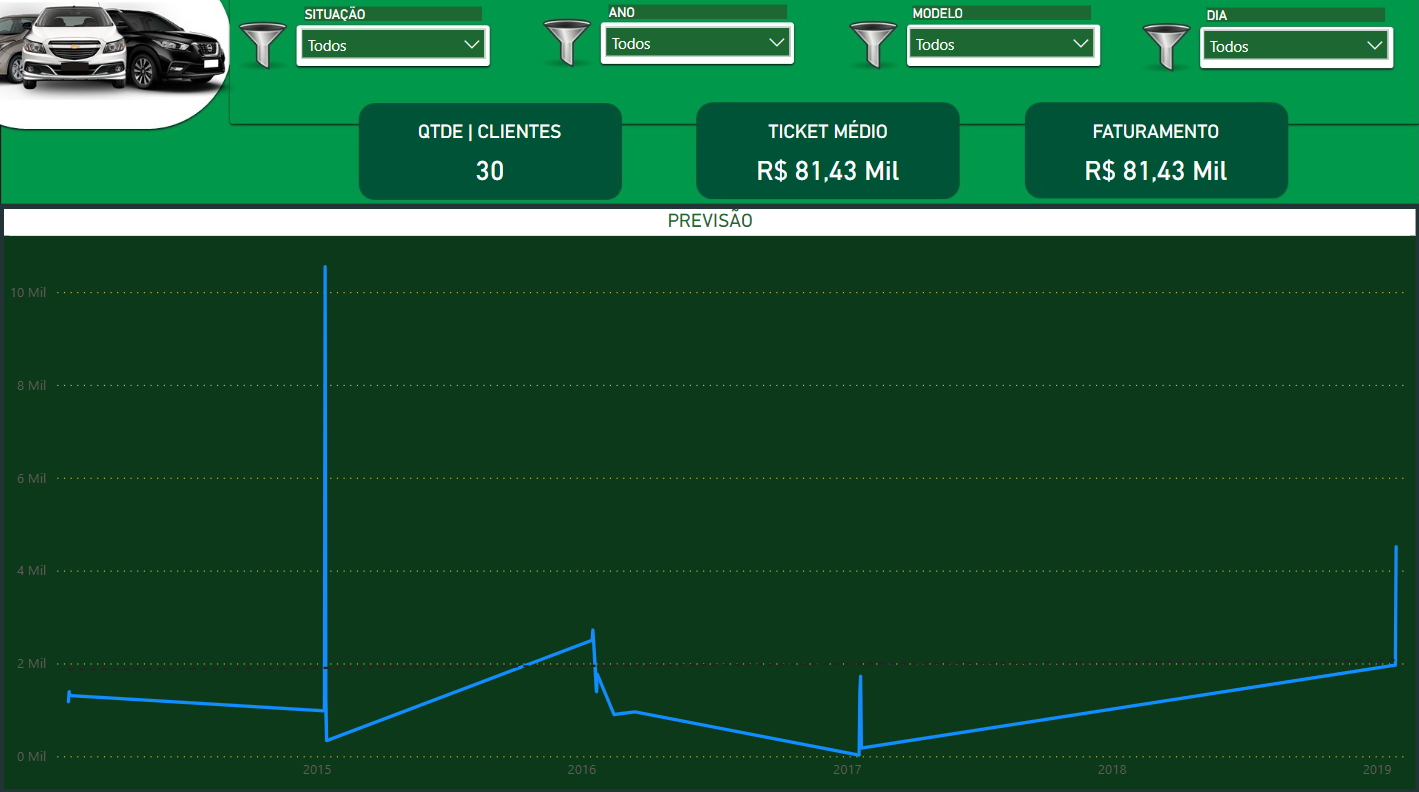 SITUAÇÃO
Todos
ANO
Todos
MODELO
Todos
DIA
Todos
QTDE | CLIENTES
30
TICKET MÉDIO
R$ 81,43 Mil
FATURAMENTO
R$ 81,43 Mil
PREVISÃO
10 Mil
8 Mil
6 Mil
4 Mil
2 Mil
0 Mil
2015
2016
2017
2018
2019